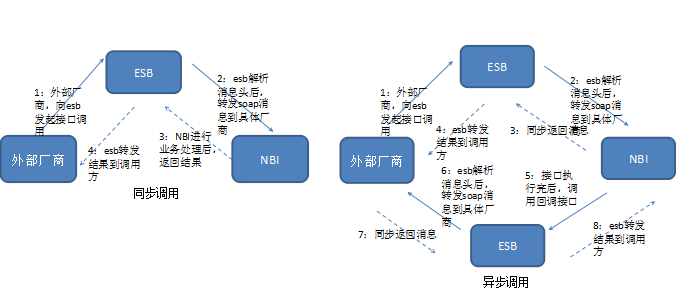 ESB
1：外部厂
商，向esb
发起接口调
用
2：esb解析
消息头后，
转发soap消
息到具体厂
商
外部厂商
4：esb转发
结果到调用
方
3：NBI进行
业务处理后，
返回结果
NBI
同步调用
ESB
1：外部厂
商，向esb
发起接口调
用
2：esb解析
消息头后，
转发soap消
息到具体厂
商
外部厂商
4：esb转发
结果到调用
方
3：同步返回消息
NBI
6：esb解析
消息头后，
转发soap消
息到具体厂
商
5：接口执
行完后，调
用回调接口
7：同步返回消息
ESB
8：esb转发
结果到调用
方
异步调用